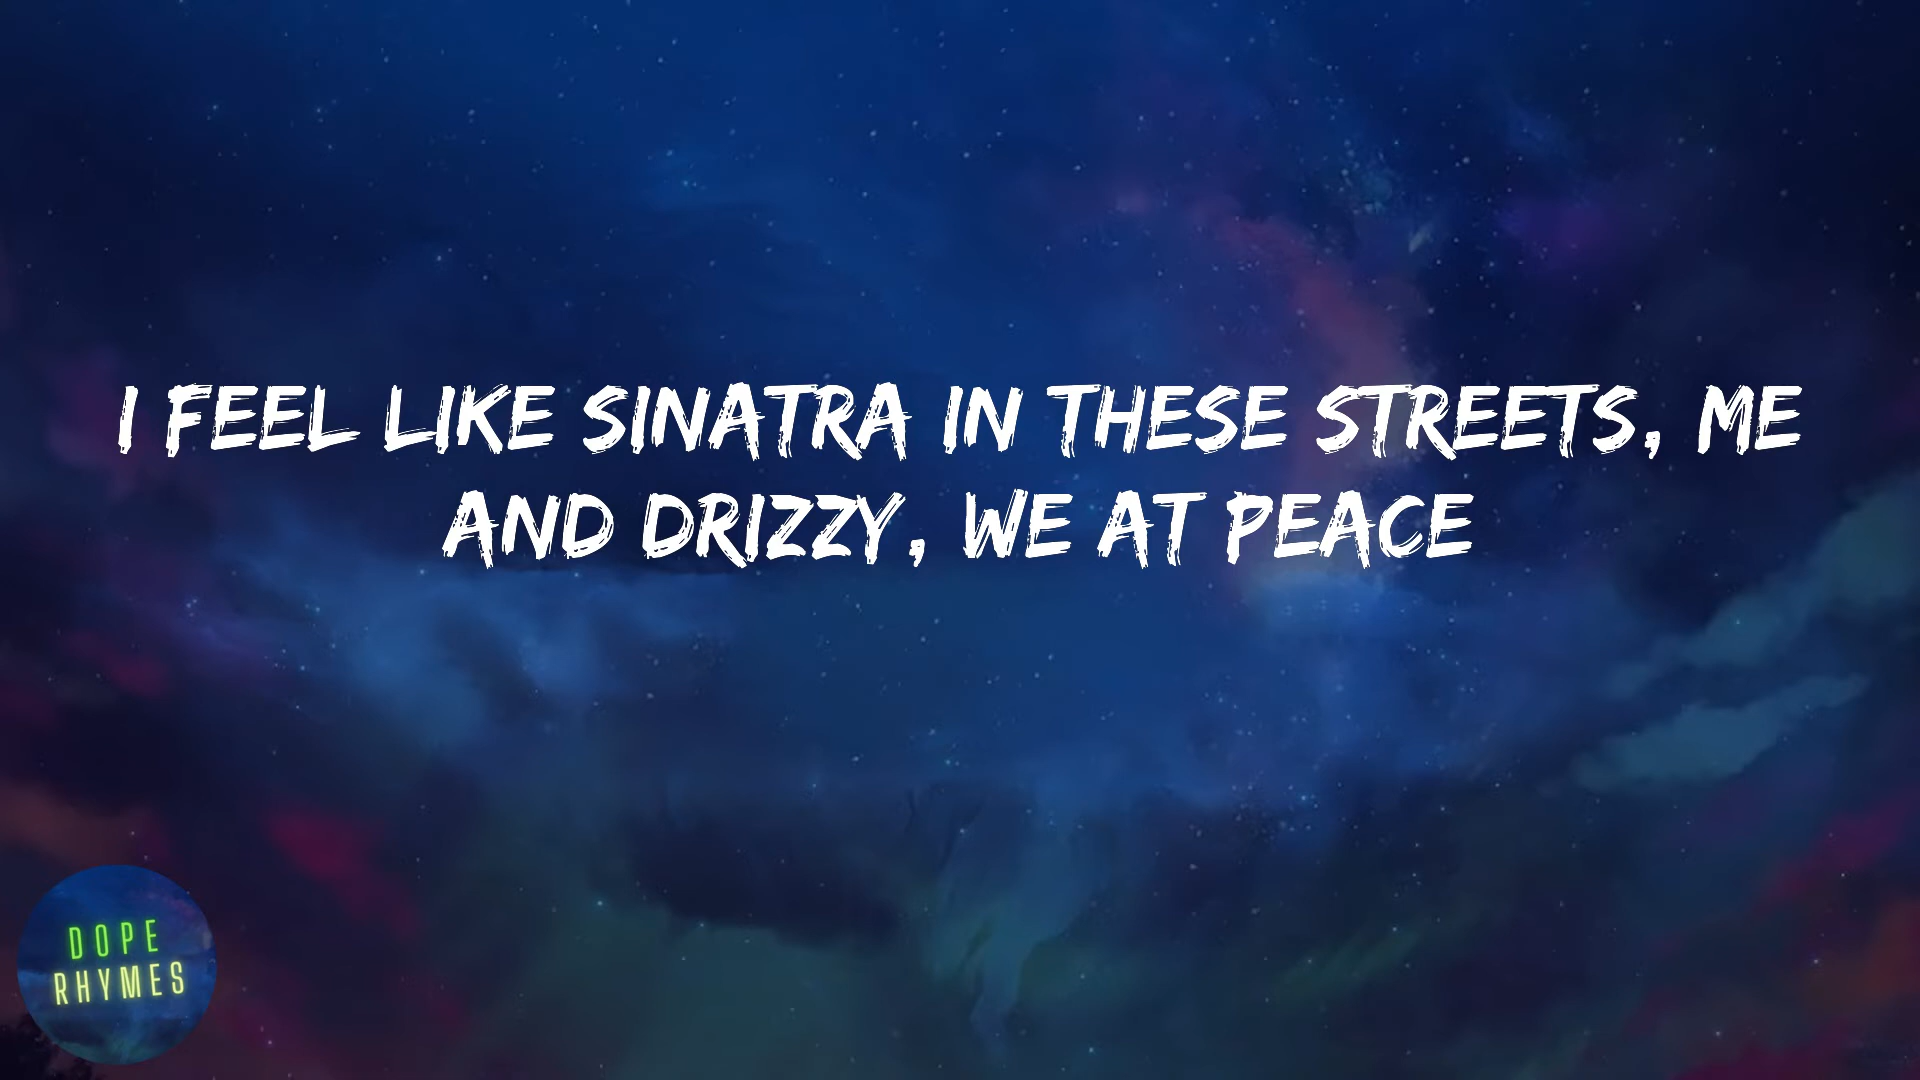 I FEEL LIKE SINATRA IN THESE STREETS, ME
AND DRIZZY, WE AT PEACE
DOPE
RHYMES